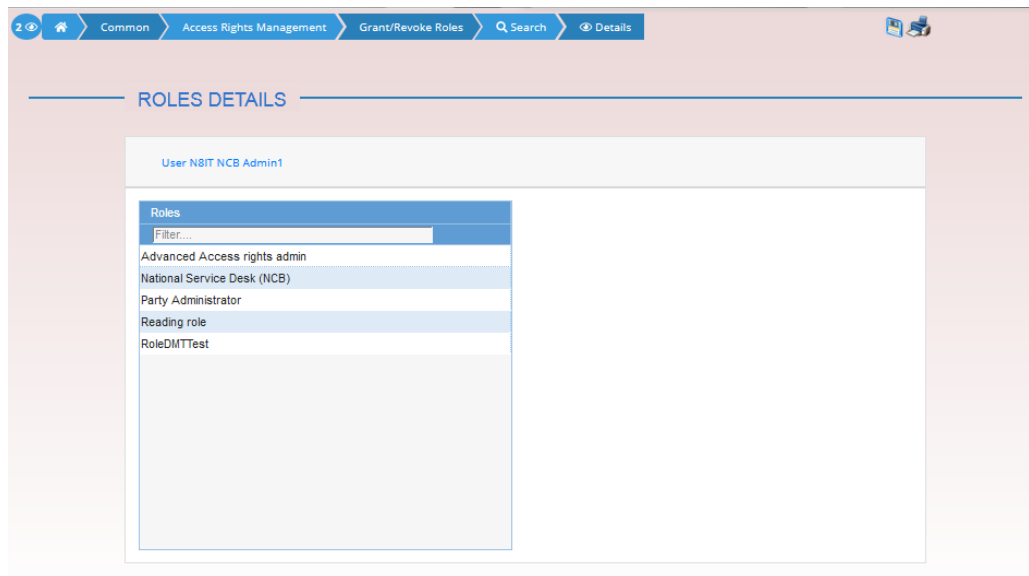 2 Common Access Rights Management Grant/Revoke Roles Search Details
ROLES DETAILS
User N8IT NCB Admin1
Roles
Filter....
Advanced Access rights admin
National Service Desk (NCB)
Party Administrator
Reading role
RoleDMTTest